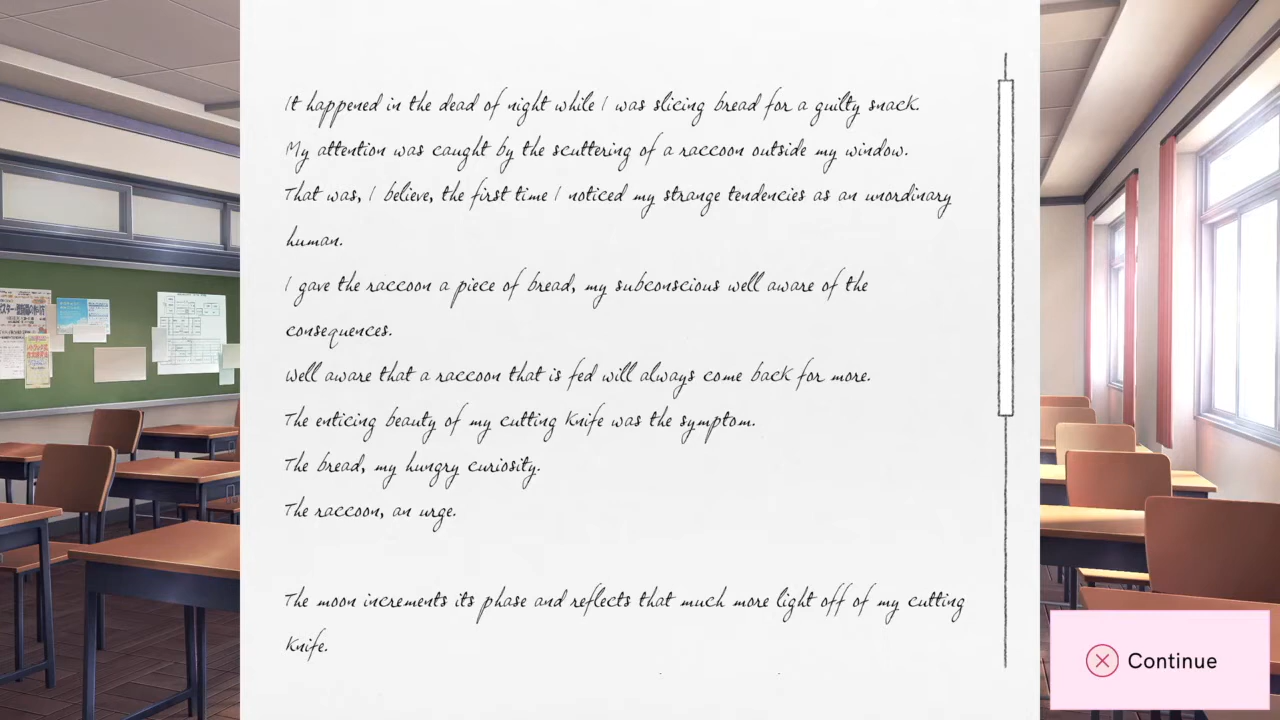 It happened in the dead of night while I was slicing bread for a guilty snack.
My attention was caught by the scuttering of a raccoon outside my window.
That was, I believe, the first time I noticed my strange tendencies as an unordinary
human.
I gave the raccoon a piece of bread, my subconscious well aware of the
consequences.
Well aware that a raccoon that is fed will always come back for more.
The enticing beauty of my cutting knife was the symptom.
The bread, my hungry curiosity.
The raccoon, an urge.
The moon increments its phase and reflects that much more light off of my cutting
knife.
Continue